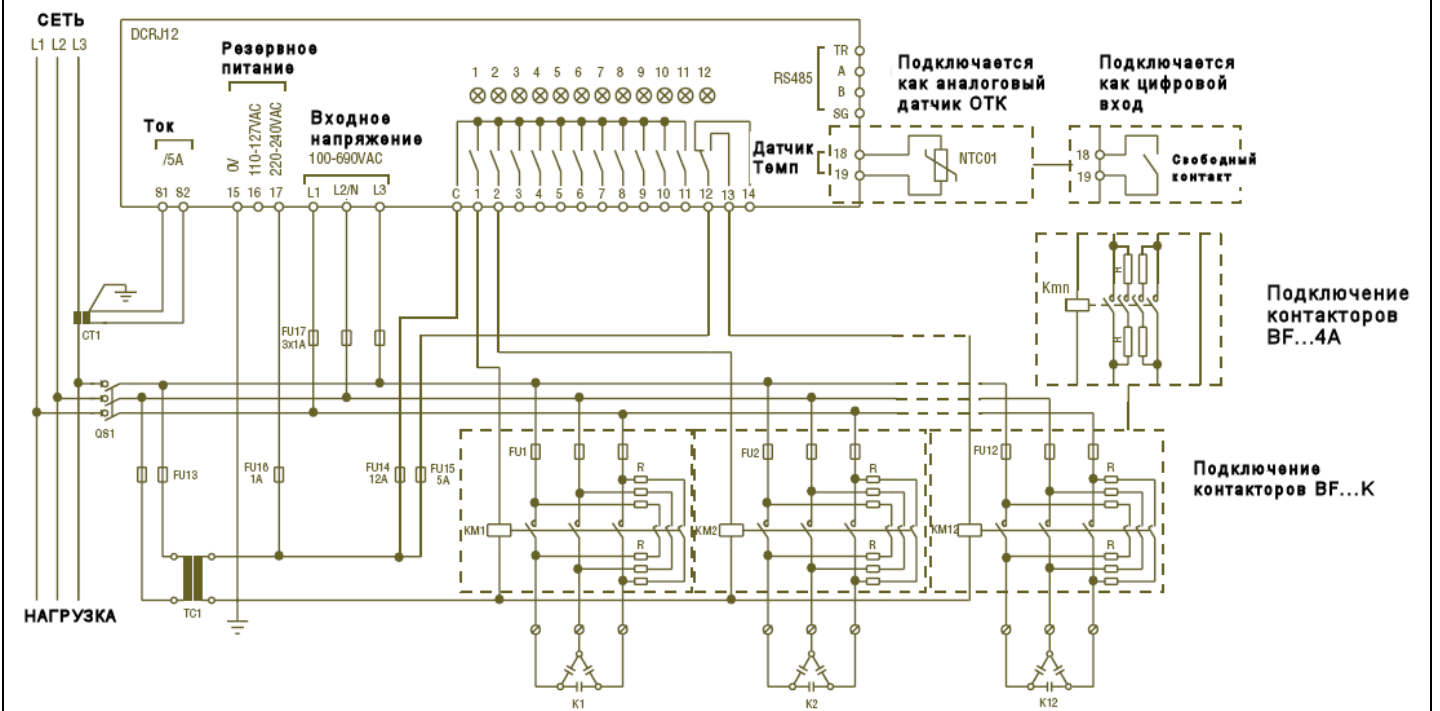 СЕТЬ
L1 L2 L3
DCRJ12
Резервное
питание
Ток
/5A
0V
110-127VAC
220-240VAC
Входное
напряжение
100-690VAC
S1 S2 15 16 17 L1 L2/N L3
1 2 3 4 5 6 7 8 9 10 11 12
C 1 2 3 4 5 6 7 8 9 10 11 12 13 14
RS485
TR
A
B
SG
Датчик
Темп
18
19
Подключается
как аналоговый
датчик ОТК
NTC01
Подключается
как цифровой
вход
18
19
Свободный
контакт
CT1
FU17
3x1A
Kmn
R
R
Подключение
контакторов
BF...4A
QS1
FU13
FU16
1A
FU14
12A
FU15
5A
FU1
R
KM1
R
FU2
R
KM2
R
FU12
R
KM12
R
Подключение
контакторов BF...K
TC1
НАГРУЗКА
K1
K2
K12